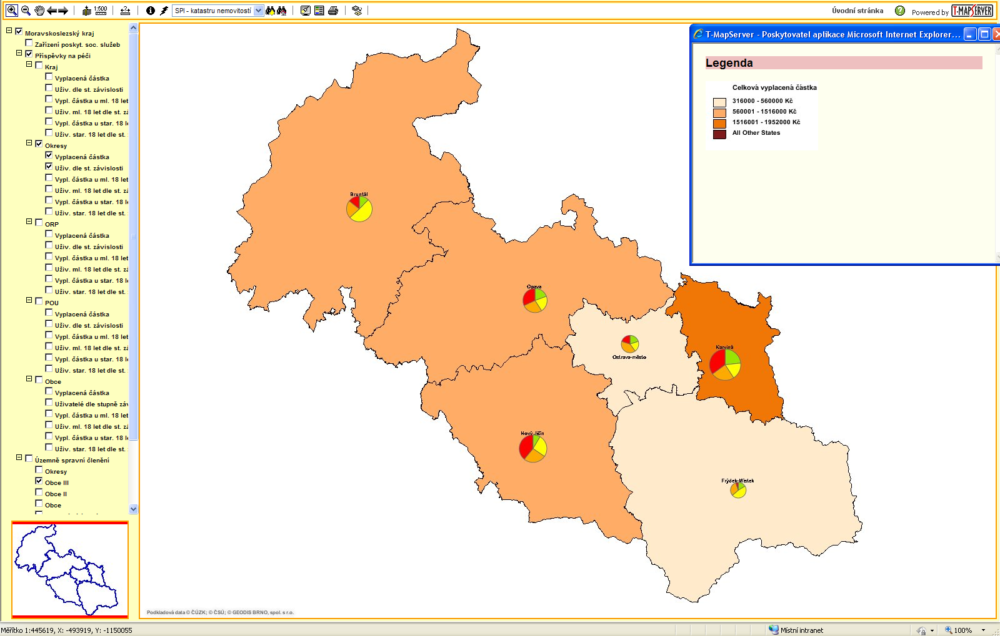 1:500
SPI - katastru nemovitostí
Úvodní stránka
Powered by T-MAPSERVER
Moravskoslezský kraj
Zařízení poskyt. soc. služeb
Příspěvky na péči
Kraj
Vyplacená částka
Uživ. dle st. závislosti
Vypl. částka u ml. 18 let
Uživ. ml. 18 let dle st. zá
Vypl. částka u star. 18 le
Uživ. star. 18 let dle st.
Okresy
Vyplacená částka
Uživ. dle st. závislosti
Vypl. částka u ml. 18 let
Uživ. ml. 18 let dle st. zá
Vypl. částka u star. 18 le
Uživ. star. 18 let dle st.
ORP
Vyplacená částka
Uživ. dle st. závislosti
Vypl. částka u ml. 18 let
Uživ. ml. 18 let dle st. zá
Vypl. částka u star. 18 le
Uživ. star. 18 let dle st.
POU
Vyplacená částka
Uživ. dle st. závislosti
Vypl. částka u ml. 18 let
Uživ. ml. 18 let dle st. zá
Vypl. částka u star. 18 le
Uživ. star. 18 let dle st.
Obce
Vyplacená částka
Uživatelé dle stupně záv
Vypl. částka u ml. 18 let
Uživ. ml. 18 let dle st. zá
Vypl. částka u star. 18 le
Uživ. star. 18 let dle st.
Územně spravní členění
Okresy
Obce III
Obce II
Obce
T-MapServer - Poskytovatel aplikace Microsoft Internet Explorer...
Legenda
Celková vyplacená částka
316000 - 560000 Kč
560001 - 1516000 Kč
1516001 - 1952000 Kč
All Other States
Bruntál
Opava
Ostrava-město
Karviná
Nový Jičín
Frýdek-Místek
Podkladová data © ČÚZK; © ČSÚ; © GEODIS BRNO, spol. s r.o.
Měřítko 1:445619, X: -493919, Y: -1150055
Místní intranet
100%